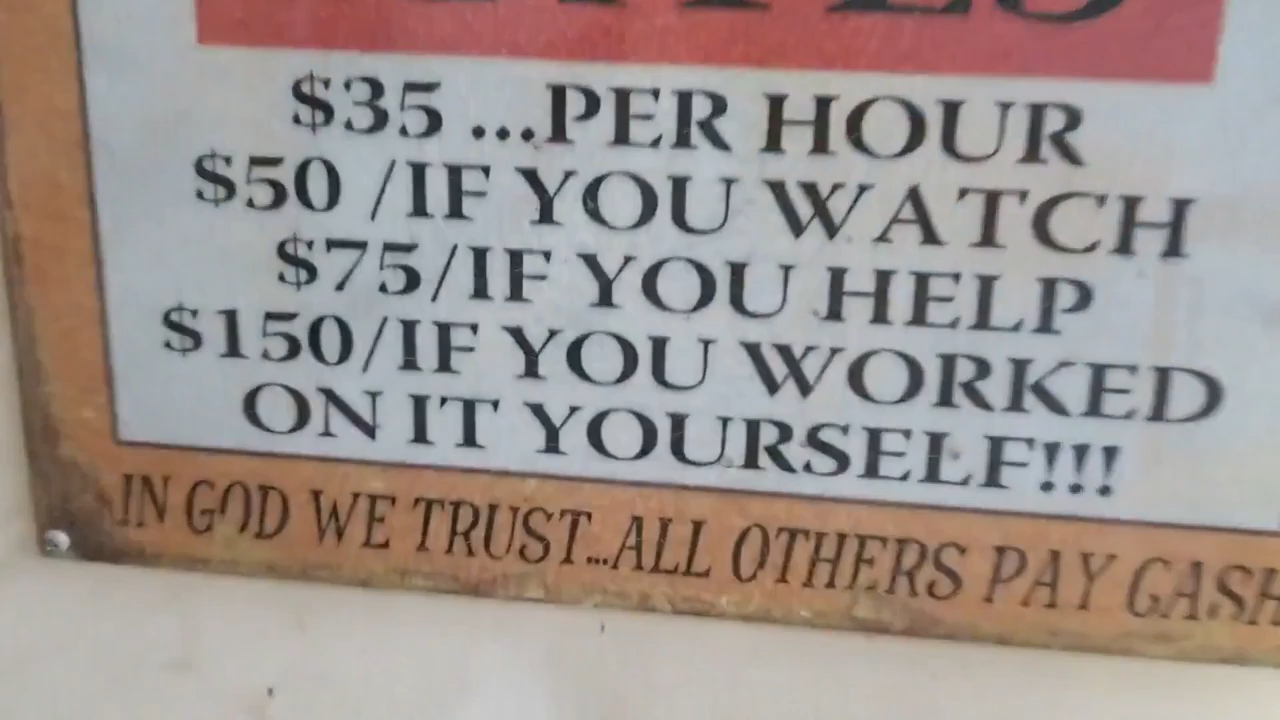 $35 ...PER HOUR
$50 /IF YOU WATCH
$75/IF YOU HELP
$150/IF YOU WORKED
ON IT YOURSELF!!!
IN GOD WE TRUST...ALL OTHERS PAY CASH